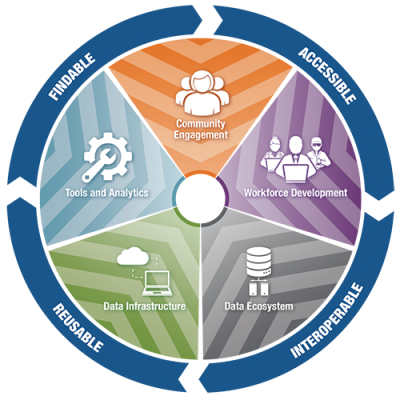 FINDABLE
ACCESSIBLE
Community
Engagement
Tools and Analytics
Workforce Development
Data Infrastructure
Data Ecosystem
REUSABLE
INTEROPERABLE